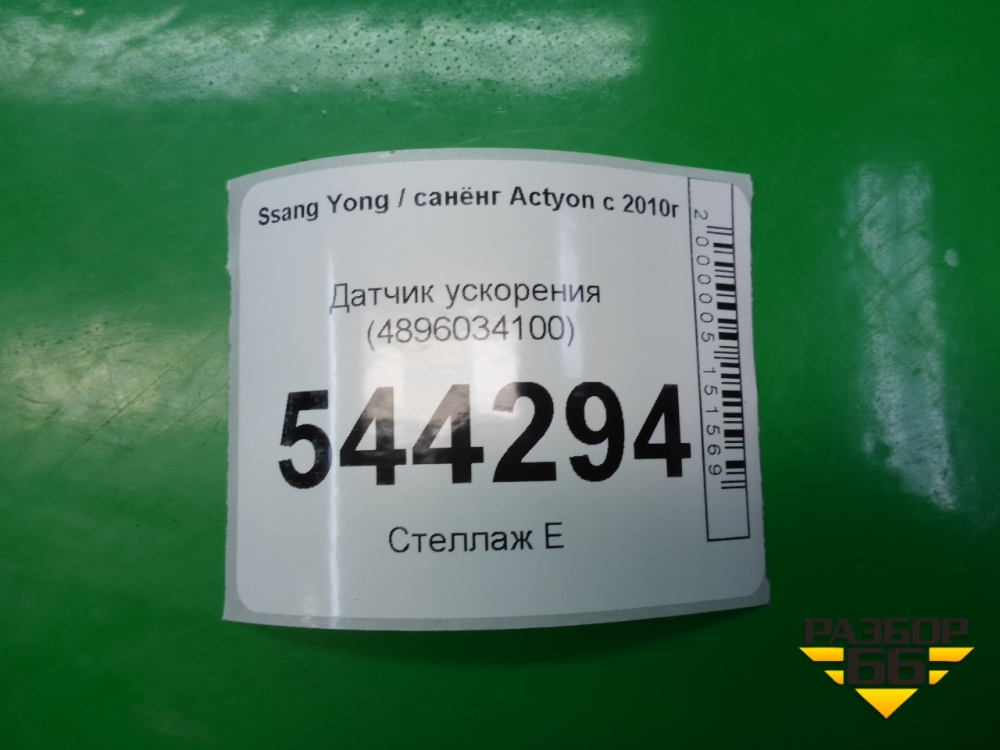 Ssang Yong / санёнг Actyon с 2010г
Датчик ускорения
(4896034100)
544294
Стеллаж Е
2000005151569
РАЗБОР
66